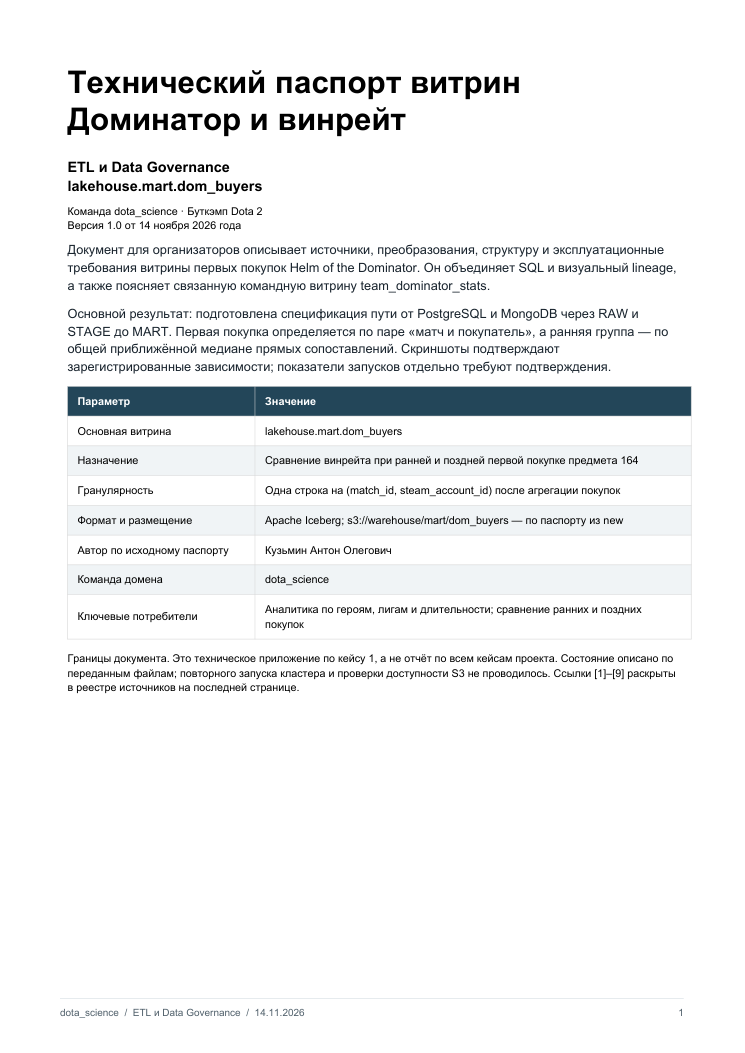 Технический паспорт витрин
Доминатор и винрейт
ETL и Data Governance
lakehouse.mart.dom_buyers
Команда dota_science · Буткэмп Dota 2
Версия 1.0 от 14 ноября 2026 года
Документ для организаторов описывает источники, преобразования, структуру и эксплуатационные
требования витрины первых покупок Helm of the Dominator. Он объединяет SQL и визуальный lineage,
а также поясняет связанную командную витрину team_dominator_stats.
Основной результат: подготовлена спецификация пути от PostgreSQL и MongoDB через RAW и
STAGE до MART. Первая покупка определяется по паре «матч и покупатель», а ранняя группа — по
общей приближённой медиане прямых сопоставлений. Скриншоты подтверждают
зарегистрированные зависимости; показатели запусков отдельно требуют подтверждения.
Параметр Значение
Основная витрина lakehouse.mart.dom_buyers
Назначение Сравнение винрейта при ранней и поздней первой покупке предмета 164
Гранулярность Одна строка на (match_id, steam_account_id) после агрегации покупок
Формат и размещение Apache Iceberg; s3://warehouse/mart/dom_buyers — по паспорту из new
Автор по исходному паспорту Кузьмин Антон Олегович
Команда домена dota_science
Ключевые потребители Аналитика по героям, лигам и длительности; сравнение ранних и поздних
покупок
Границы документа. Это техническое приложение по кейсу 1, а не отчёт по всем кейсам проекта. Состояние описано по
переданным файлам; повторного запуска кластера и проверки доступности S3 не проводилось. Ссылки [1]–[9] раскрыты
в реестре источников на последней странице.
dota_science / ETL и Data Governance / 14.11.2026 1